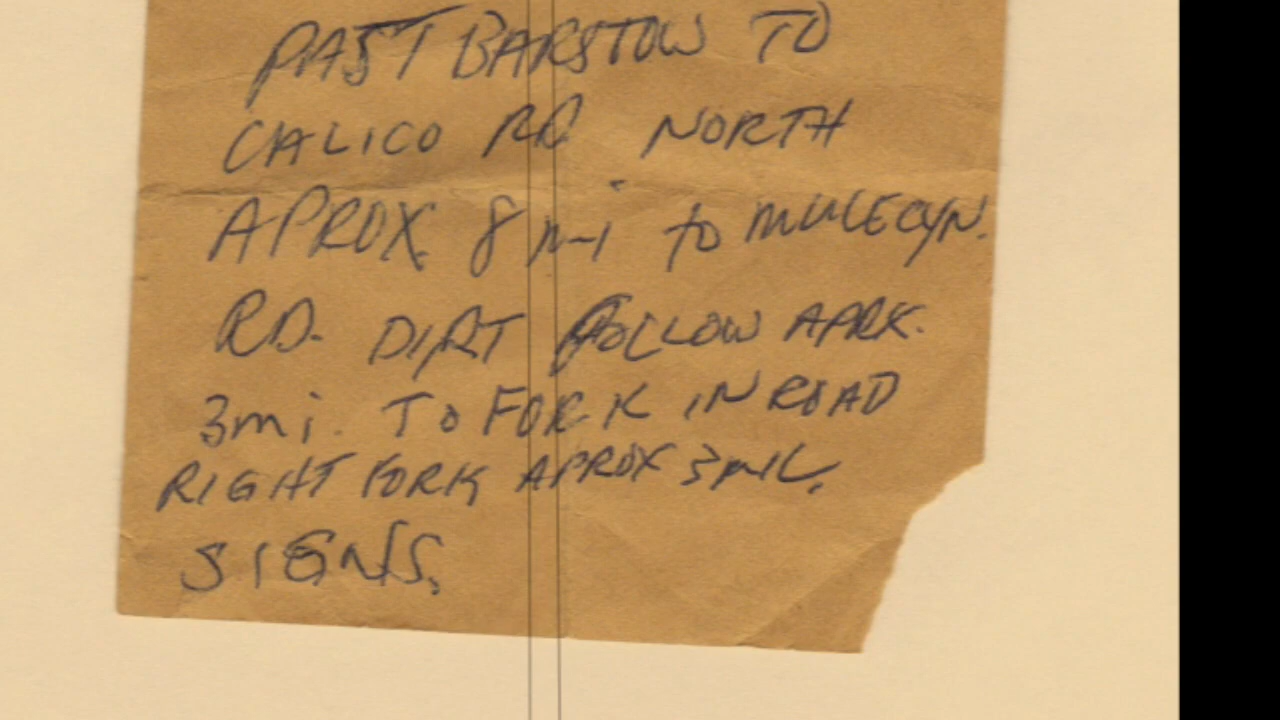 PAST BARSTOW TO
CALICO RD NORTH
APROX. 8 mi to MULE CYN.
RD. DIRT FOLLOW APRX.
3mi. TO FORK IN ROAD
RIGHT FORK APROX 3 MIL.
SIGNS.